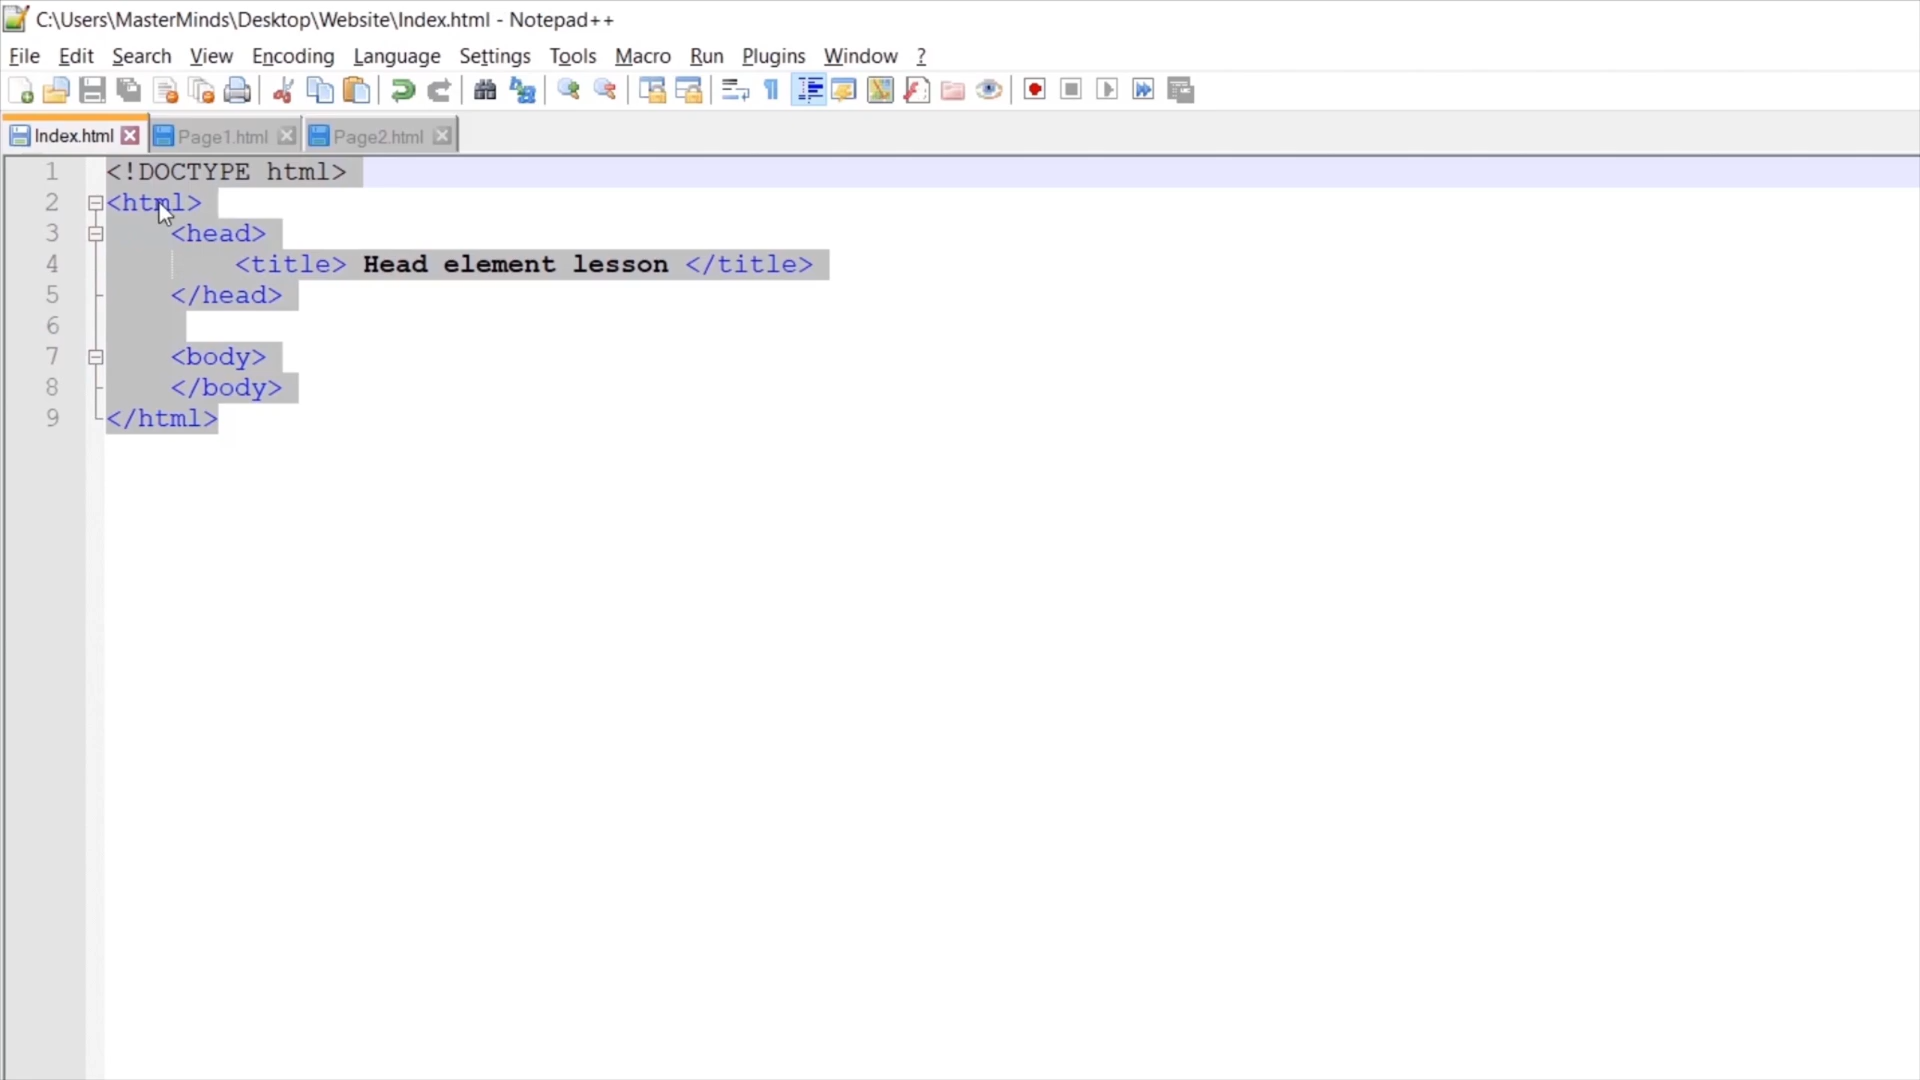 C:\Users\MasterMinds\Desktop\Website\Index.html - Notepad++
File Edit Search View Encoding Language Settings Tools Macro Run Plugins Window ?
Index.html Page1.html Page2.html
1 <!DOCTYPE html>
2 <html>
3 <head>
4 <title> Head element lesson </title>
5 </head>
6
7 <body>
8 </body>
9 </html>